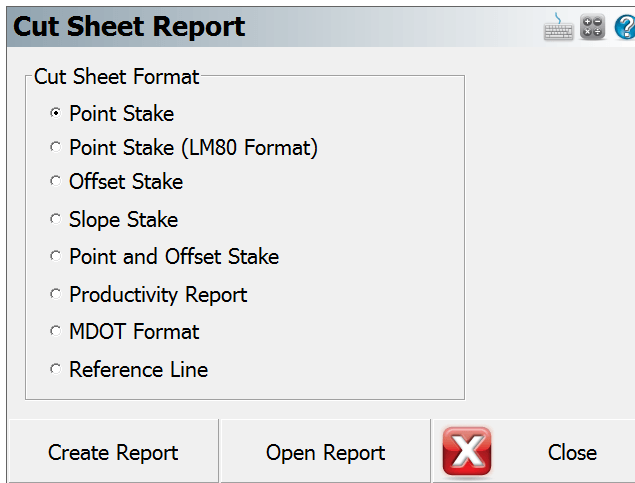 Cut Sheet Report
Cut Sheet Format
Point Stake
Point Stake (LM80 Format)
Offset Stake
Slope Stake
Point and Offset Stake
Productivity Report
MDOT Format
Reference Line
Create Report
Open Report
Close